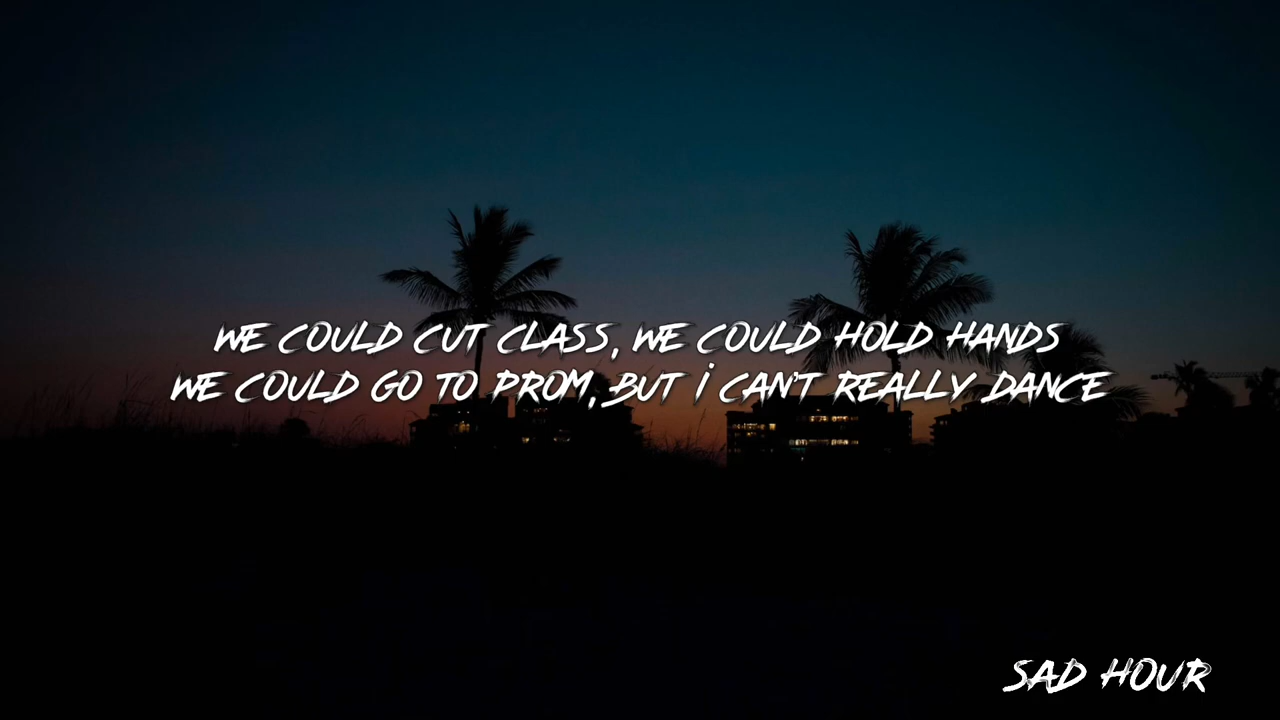 WE COULD CUT CLASS, WE COULD HOLD HANDS
WE COULD GO TO PROM, BUT i CAN'T REALLY DANCE
SAD HOUR